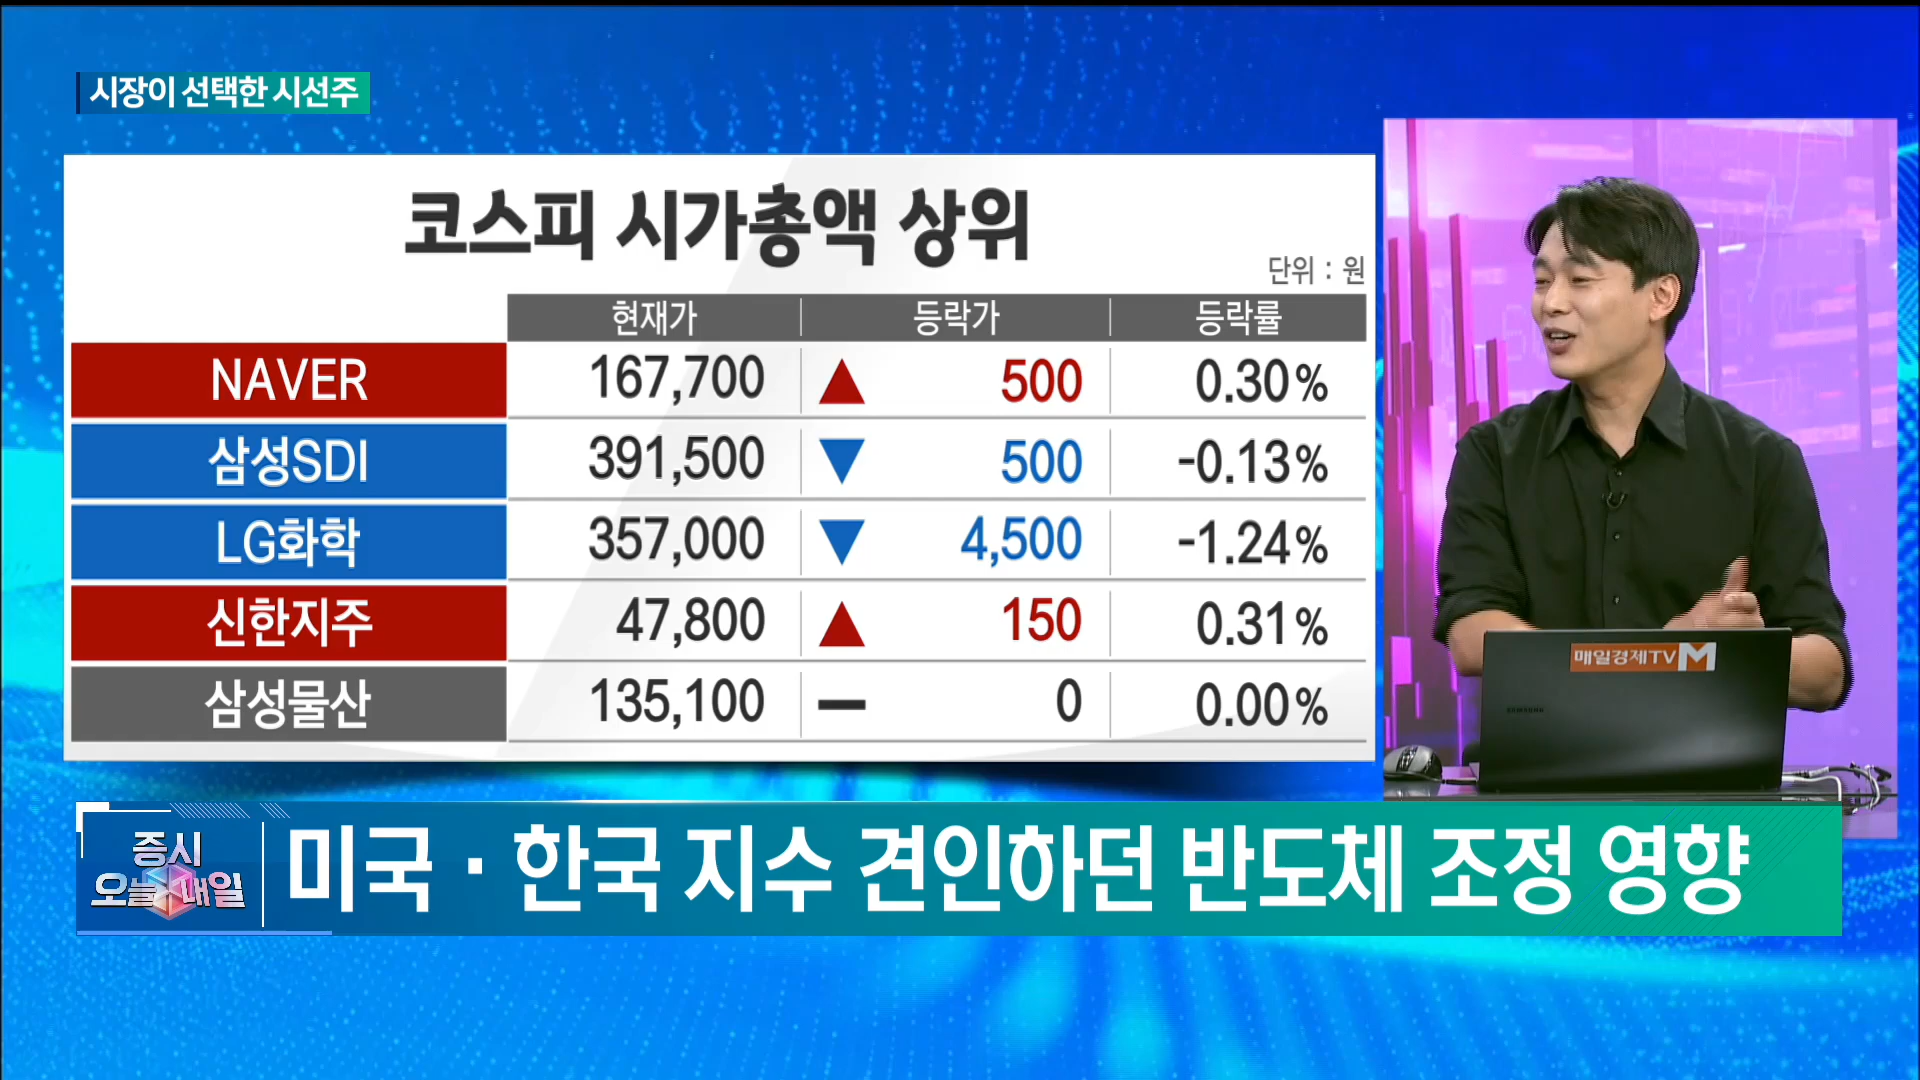 시장이 선택한 시선주
코스피 시가총액 상위
단위 : 원
현재가 등락가 등락률
NAVER 167,700 ▲ 500 0.30%
삼성SDI 391,500 ▼ 500 -0.13%
LG화학 357,000 ▼ 4,500 -1.24%
신한지주 47,800 ▲ 150 0.31%
삼성물산 135,100 － 0 0.00%
매일경제TV M
SAMSUNG
증시
오늘 매일
미국·한국 지수 견인하던 반도체 조정 영향